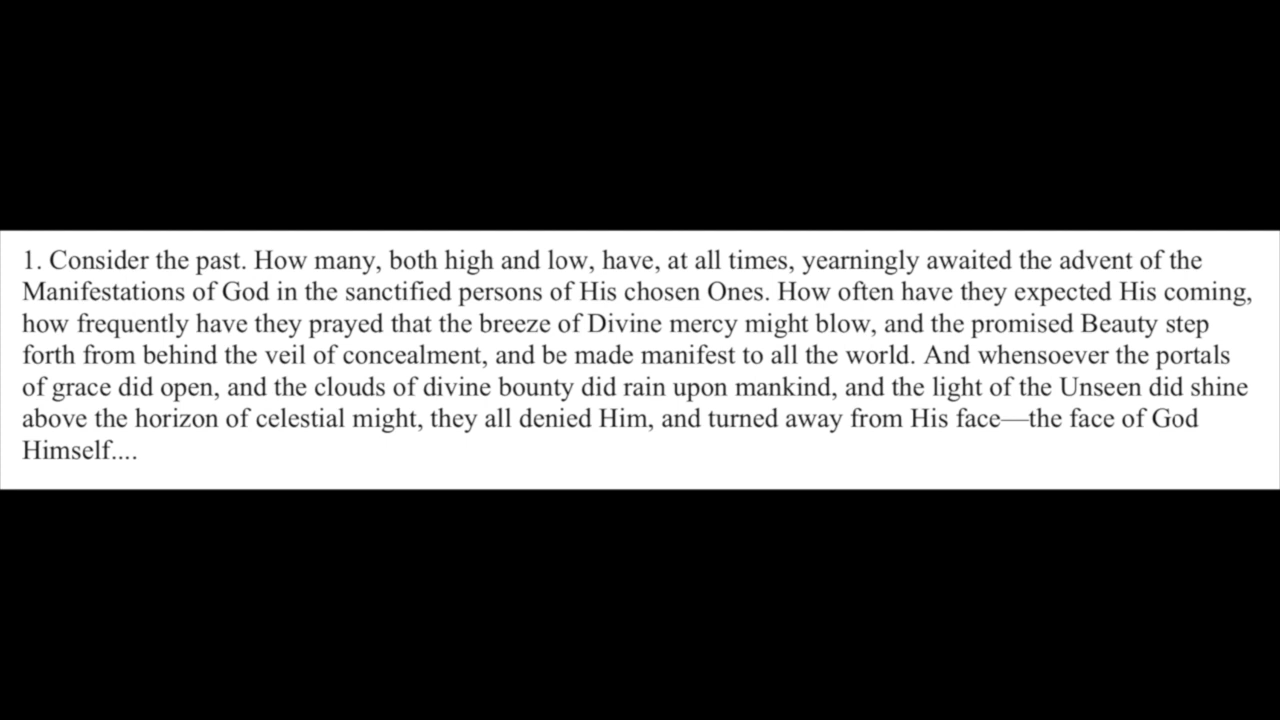 1. Consider the past. How many, both high and low, have, at all times, yearningly awaited the advent of the
Manifestations of God in the sanctified persons of His chosen Ones. How often have they expected His coming,
how frequently have they prayed that the breeze of Divine mercy might blow, and the promised Beauty step
forth from behind the veil of concealment, and be made manifest to all the world. And whensoever the portals
of grace did open, and the clouds of divine bounty did rain upon mankind, and the light of the Unseen did shine
above the horizon of celestial might, they all denied Him, and turned away from His face—the face of God
Himself....